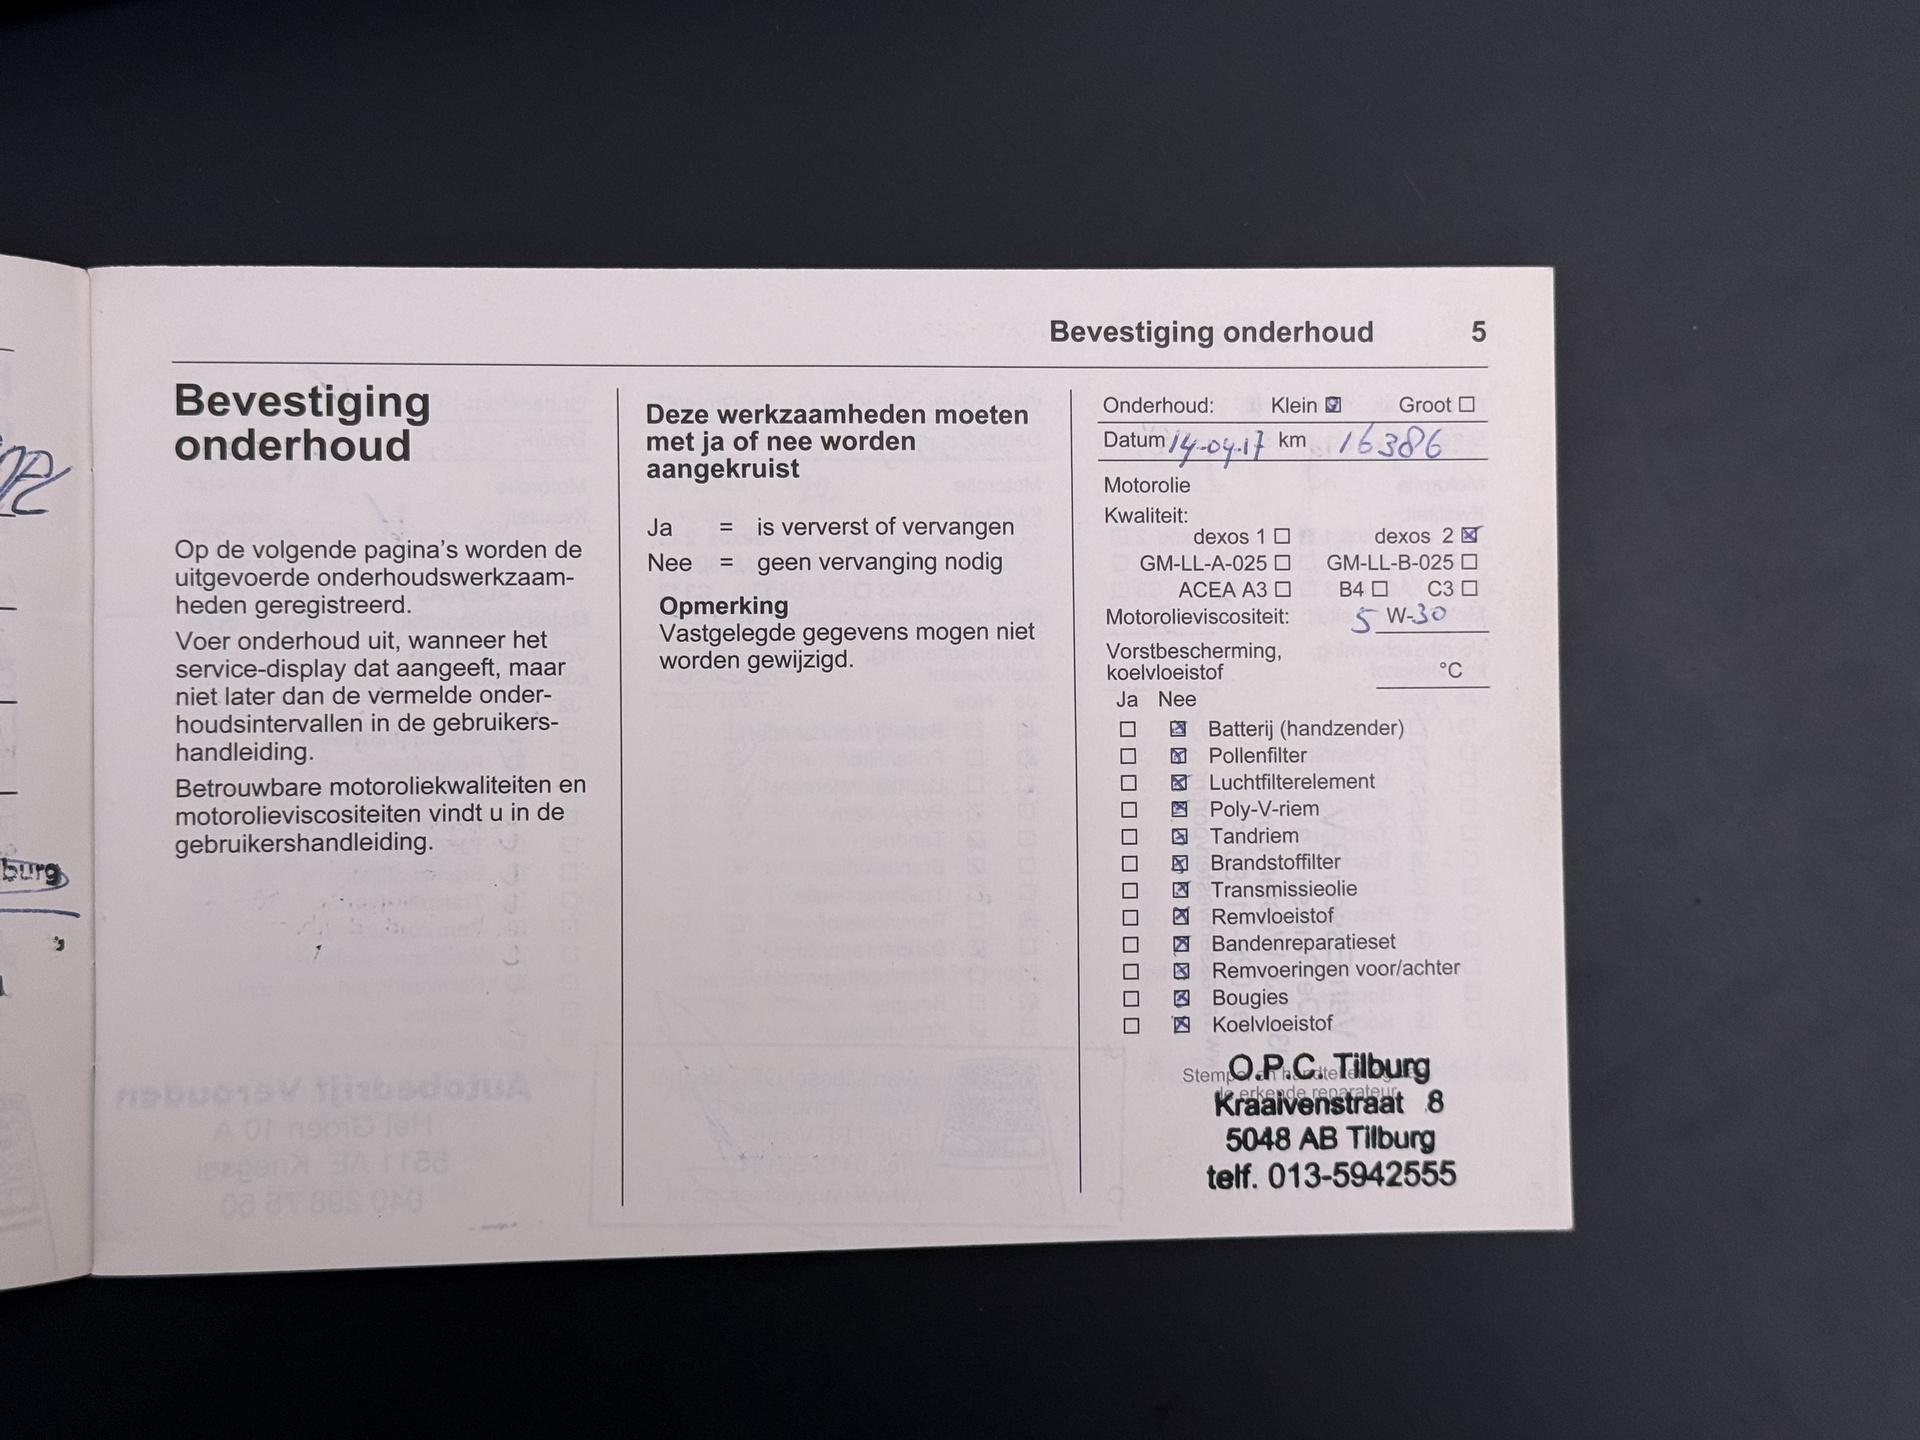 Bevestiging onderhoud 5
Bevestiging
onderhoud
Op de volgende pagina's worden de
uitgevoerde onderhoudswerkzaam-
heden geregistreerd.
Voer onderhoud uit, wanneer het
service-display dat aangeeft, maar
niet later dan de vermelde onder-
houdsintervallen in de gebruikers-
handleiding.
Betrouwbare motoroliekwaliteiten en
motorolieviscositeiten vindt u in de
gebruikershandleiding.
Deze werkzaamheden moeten
met ja of nee worden
aangekruist
Ja = is ververst of vervangen
Nee = geen vervanging nodig
Opmerking
Vastgelegde gegevens mogen niet
worden gewijzigd.
Onderhoud: Klein ☒ Groot ☐
Datum 14-04-17 km 16386
Motorolie
Kwaliteit:
dexos 1 ☐ dexos 2 ☒
GM-LL-A-025 ☐ GM-LL-B-025 ☐
ACEA A3 ☐ B4 ☐ C3 ☐
Motorolieviscositeit: 5 W-30
Vorstbescherming,
koelvloeistof °C
Ja Nee
☐ ☒ Batterij (handzender)
☐ ☒ Pollenfilter
☐ ☒ Luchtfilterelement
☐ ☒ Poly-V-riem
☐ ☒ Tandriem
☐ ☒ Brandstoffilter
☐ ☒ Transmissieolie
☐ ☒ Remvloeistof
☐ ☒ Bandenreparatieset
☐ ☒ Remvoeringen voor/achter
☐ ☒ Bougies
☐ ☒ Koelvloeistof
O.P.C. Tilburg
Kraaivenstraat 8
5048 AB Tilburg
telf. 013-5942555
burg